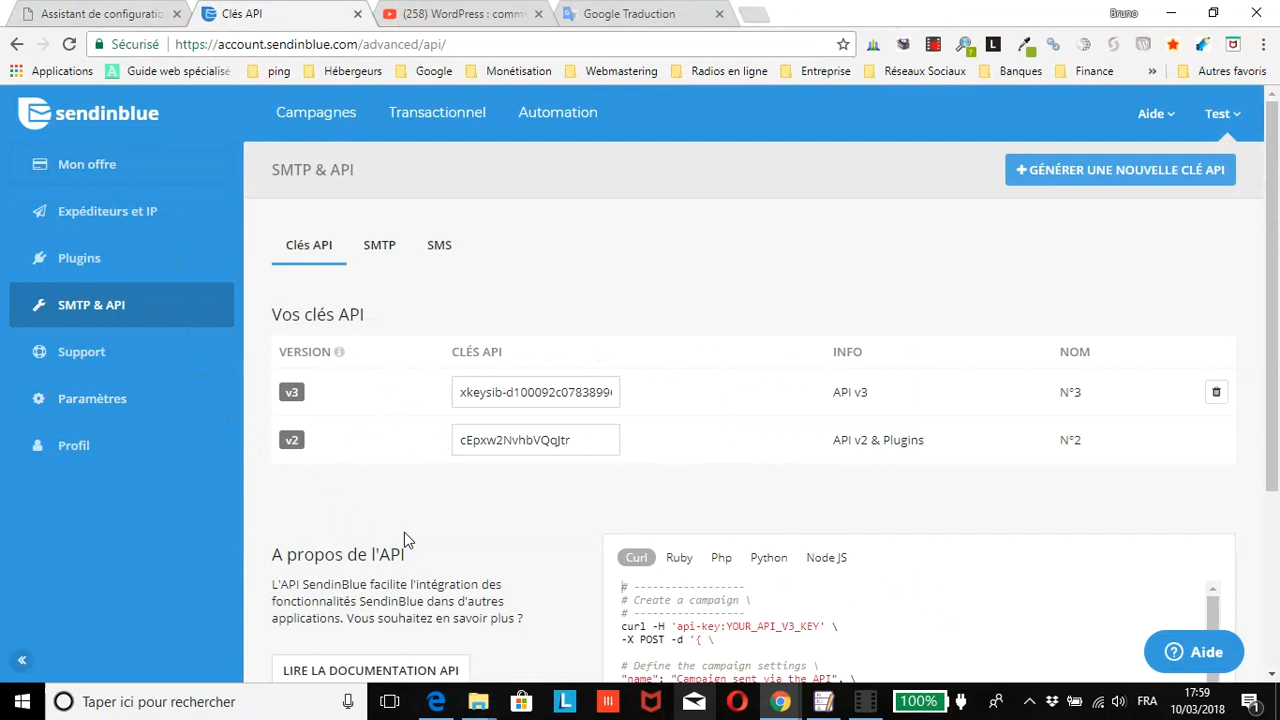 Assistant de configuratio
Clés API
(258) WordPress : comme
Google Traduction
Bruno
Sécurisé
https://account.sendinblue.com/advanced/api/
Applications
Guide web spécialisé
ping
Hébergeurs
Google
Monétisation
Webmastering
Radios en ligne
Entreprise
Réseaux Sociaux
Banques
Finance
»
Autres favoris
sendinblue
Campagnes
Transactionnel
Automation
Aide
Test
Mon offre
Expéditeurs et IP
Plugins
SMTP & API
Support
Paramètres
Profil
SMTP & API
+ GÉNÉRER UNE NOUVELLE CLÉ API
Clés API
SMTP
SMS
Vos clés API
VERSION
CLÉS API
INFO
NOM
v3
xkeysib-d100092c0783899
API v3
N°3
v2
cEpxw2NvhbVQqJtr
API v2 & Plugins
N°2
A propos de l'API
L'API SendinBlue facilite l'intégration des
fonctionnalités SendinBlue dans d'autres
applications. Vous souhaitez en savoir plus ?
LIRE LA DOCUMENTATION API
Curl
Ruby
Php
Python
Node JS
# ------------------
# Create a campaign \
# ------------------
curl -H 'api-key:YOUR_API_V3_KEY' \
-X POST -d '{ \
# Define the campaign settings \
"name": "Campaign sent via the API", \
Aide
«
Taper ici pour rechercher
100%
FRA
17:59
10/03/2018